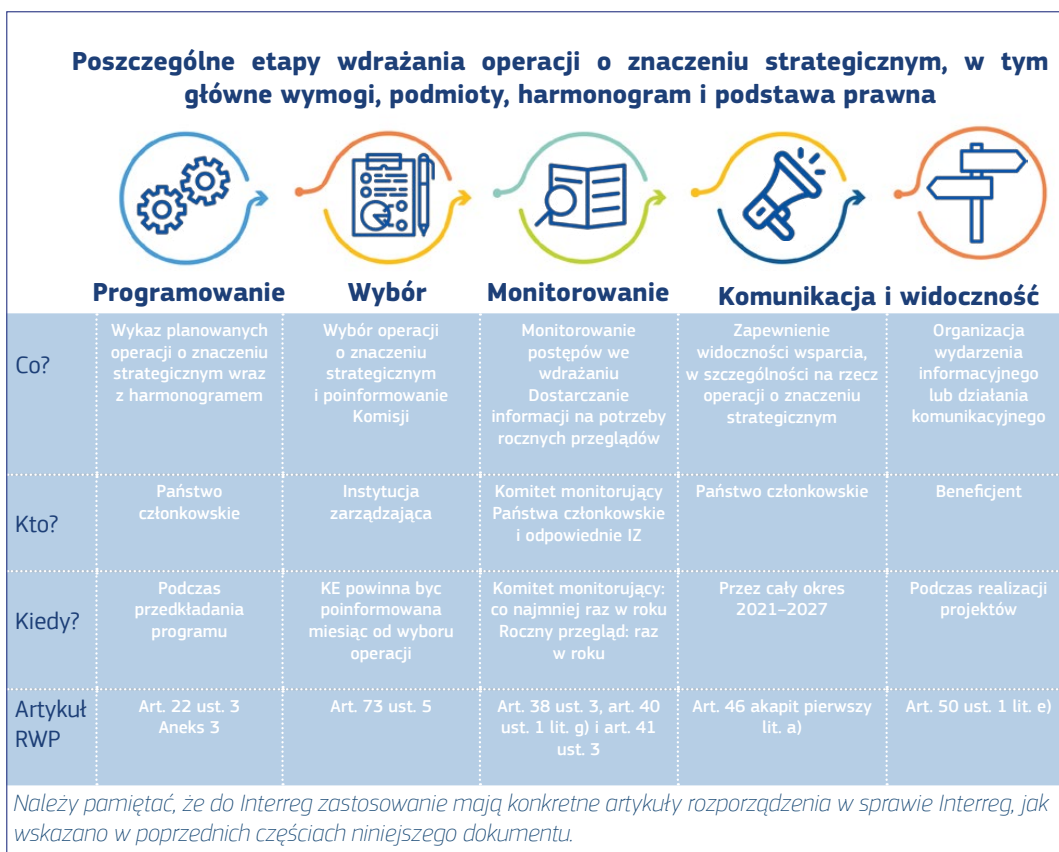 Poszczególne etapy wdrażania operacji o znaczeniu strategicznym, w tym
główne wymogi, podmioty, harmonogram i podstawa prawna
Programowanie
Wybór
Monitorowanie
Komunikacja i widoczność
Co?
Wykaz planowanych
operacji o znaczeniu
strategicznym wraz
z harmonogramem
Wybór operacji
o znaczeniu
strategicznym
i poinformowanie
Komisji
Monitorowanie
postępów we
wdrażaniu
Dostarczanie
informacji na potrzeby
rocznych przeglądów
Zapewnienie
widoczności wsparcia,
w szczególności na rzecz
operacji o znaczeniu
strategicznym
Organizacja
wydarzenia
informacyjnego
lub działania
komunikacyjnego
Kto?
Państwo
członkowskie
Instytucja
zarządzająca
Komitet monitorujący
Państwa członkowskie
i odpowiednie IZ
Państwo członkowskie
Beneficjent
Kiedy?
Podczas
przedkładania
programu
KE powinna byc
poinformowana
miesiąc od wyboru
operacji
Komitet monitorujący:
co najmniej raz w roku
Roczny przegląd: raz
w roku
Przez cały okres
2021–2027
Podczas realizacji
projektów
Artykuł
RWP
Art. 22 ust. 3
Aneks 3
Art. 73 ust. 5
Art. 38 ust. 3, art. 40
ust. 1 lit. g) i art. 41
ust. 3
Art. 46 akapit pierwszy
lit. a)
Art. 50 ust. 1 lit. e)
Należy pamiętać, że do Interreg zastosowanie mają konkretne artykuły rozporządzenia w sprawie Interreg, jak
wskazano w poprzednich częściach niniejszego dokumentu.